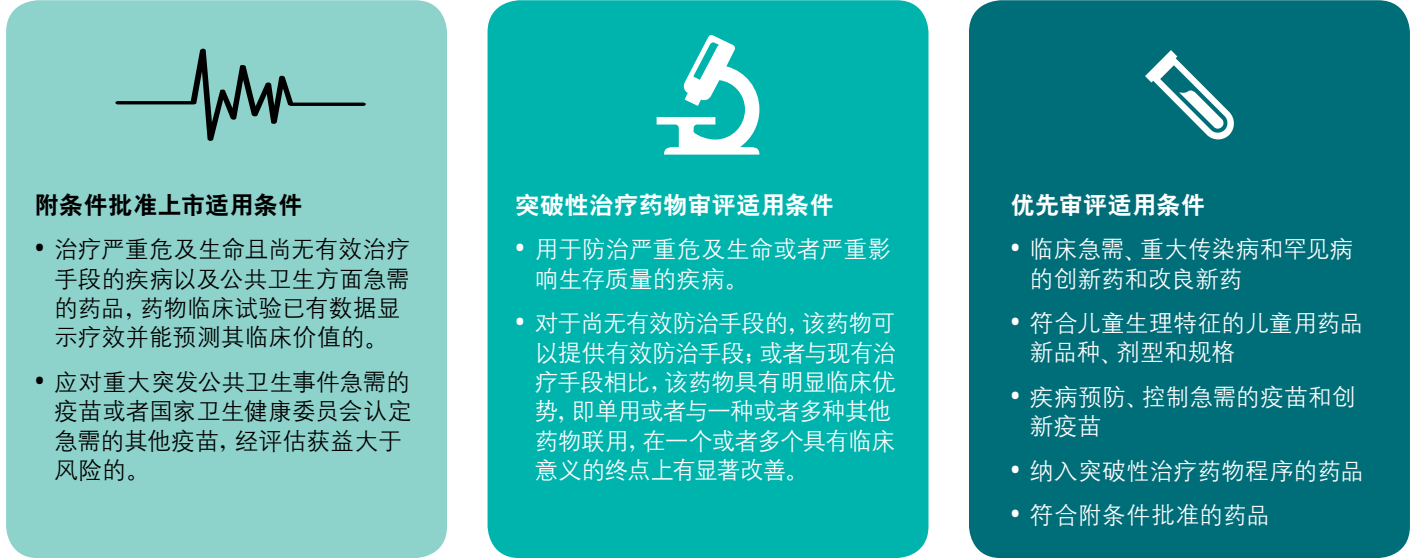 附条件批准上市适用条件
• 治疗严重危及生命且尚无有效治疗
手段的疾病以及公共卫生方面急需
的药品，药物临床试验已有数据显
示疗效并能预测其临床价值的。
• 应对重大突发公共卫生事件急需的
疫苗或者国家卫生健康委员会认定
急需的其他疫苗，经评估获益大于
风险的。
突破性治疗药物审评适用条件
• 用于防治严重危及生命或者严重影
响生存质量的疾病。
• 对于尚无有效防治手段的，该药物可
以提供有效防治手段；或者与现有治
疗手段相比，该药物具有明显临床优
势，即单用或者与一种或者多种其他
药物联用，在一个或者多个具有临床
意义的终点上有显著改善。
优先审评适用条件
• 临床急需、重大传染病和罕见病
的创新药和改良新药
• 符合儿童生理特征的儿童用药品
新品种、剂型和规格
• 疾病预防、控制急需的疫苗和创
新疫苗
• 纳入突破性治疗药物程序的药品
• 符合附条件批准的药品